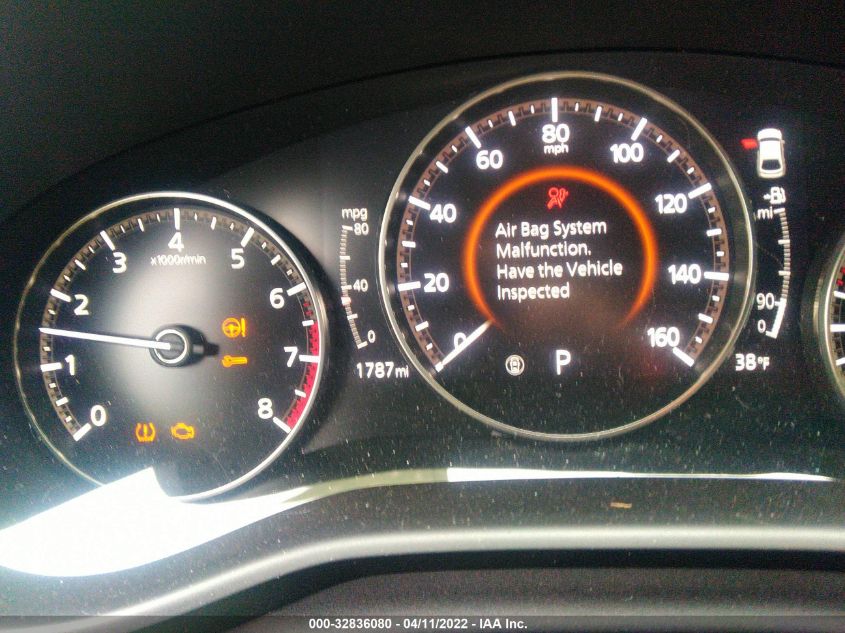 Air Bag System
Malfunction.
Have the Vehicle
Inspected
0
20
40
60
80
mph
100
120
140
160
P
0
1
2
3
4
5
6
7
8
x1000r/min
mpg
80
40
0
1787mi
mi
90
0
38°F
000-32836080 - 04/11/2022 - IAA Inc.